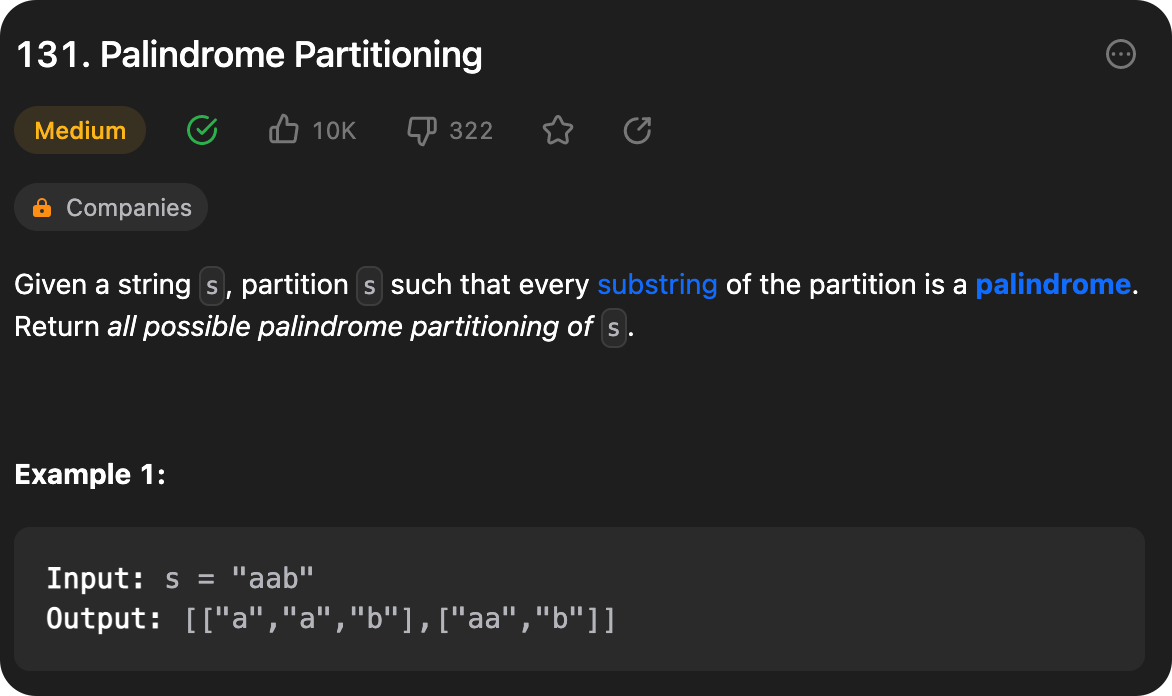 131. Palindrome Partitioning
Medium 10K 322
Companies
Given a string s, partition s such that every substring of the partition is a palindrome.
Return all possible palindrome partitioning of s.
Example 1:
Input: s = "aab"
Output: [["a","a","b"],["aa","b"]]